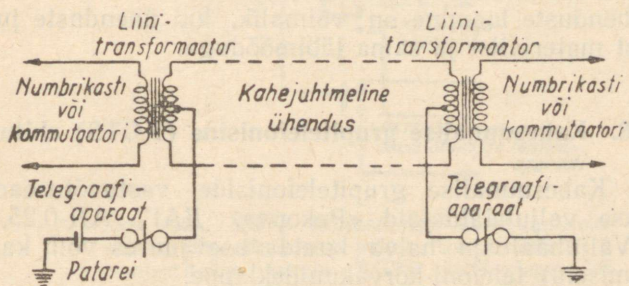 Liini-
transformaator
Liini-
transformaator
Numbrikasti
või
kommutaatori
Kahejuhtmeline
ühendus
Numbrikasti
või
kommutaatori
Telegraafi-
aparaat
Telegraafi-
aparaat
Patarei